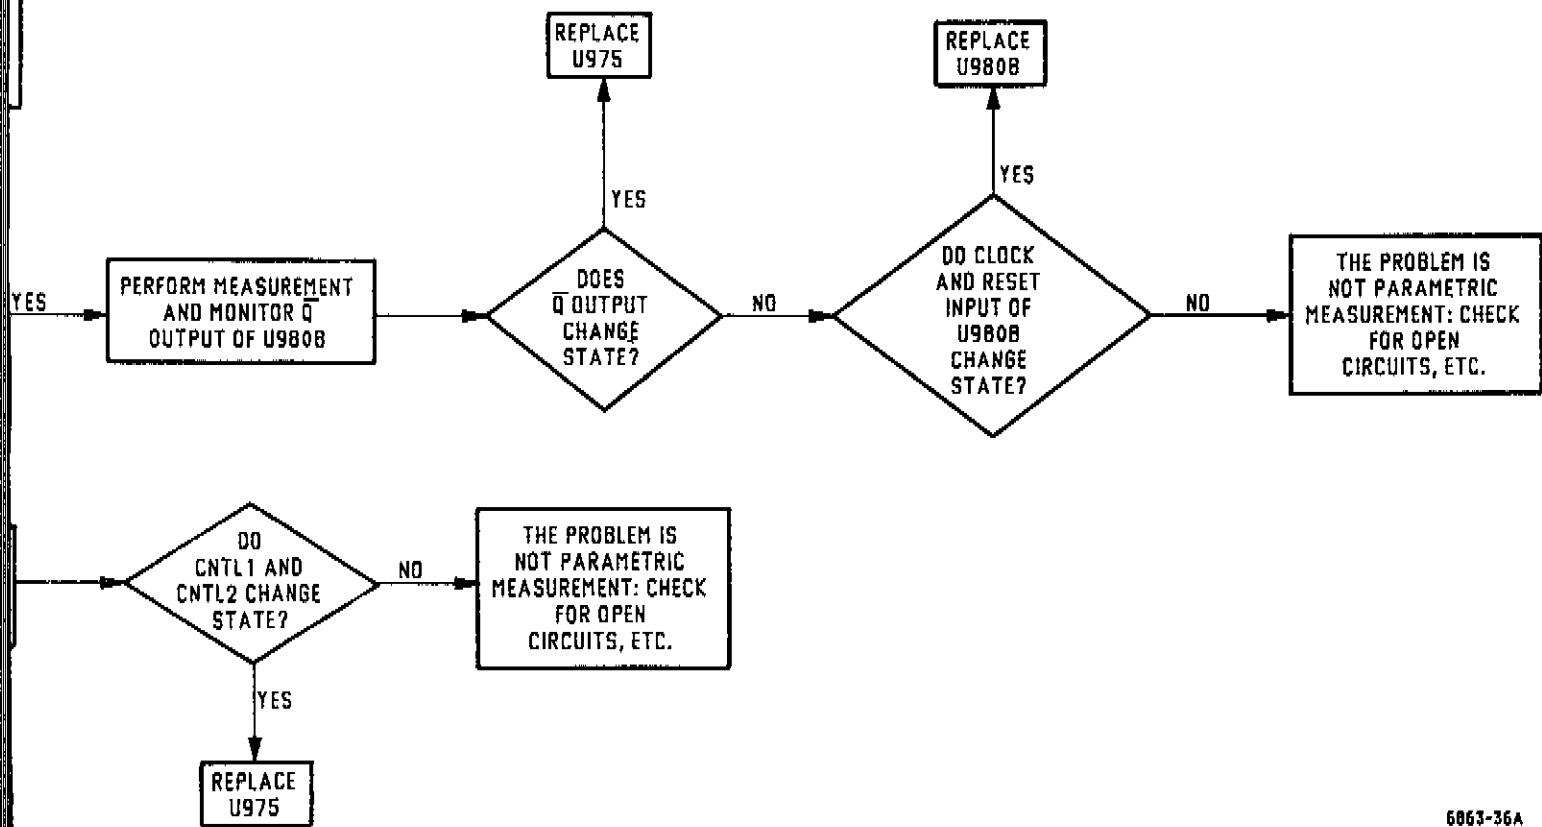 REPLACE
U975
REPLACE
U980B
YES
YES
YES
PERFORM MEASUREMENT
AND MONITOR Q̅
OUTPUT OF U980B
DOES
Q̅ OUTPUT
CHANGE
STATE?
NO
DO CLOCK
AND RESET
INPUT OF
U980B
CHANGE
STATE?
NO
THE PROBLEM IS
NOT PARAMETRIC
MEASUREMENT: CHECK
FOR OPEN
CIRCUITS, ETC.
DO
CNTL1 AND
CNTL2 CHANGE
STATE?
NO
THE PROBLEM IS
NOT PARAMETRIC
MEASUREMENT: CHECK
FOR OPEN
CIRCUITS, ETC.
YES
REPLACE
U975
6863-36A